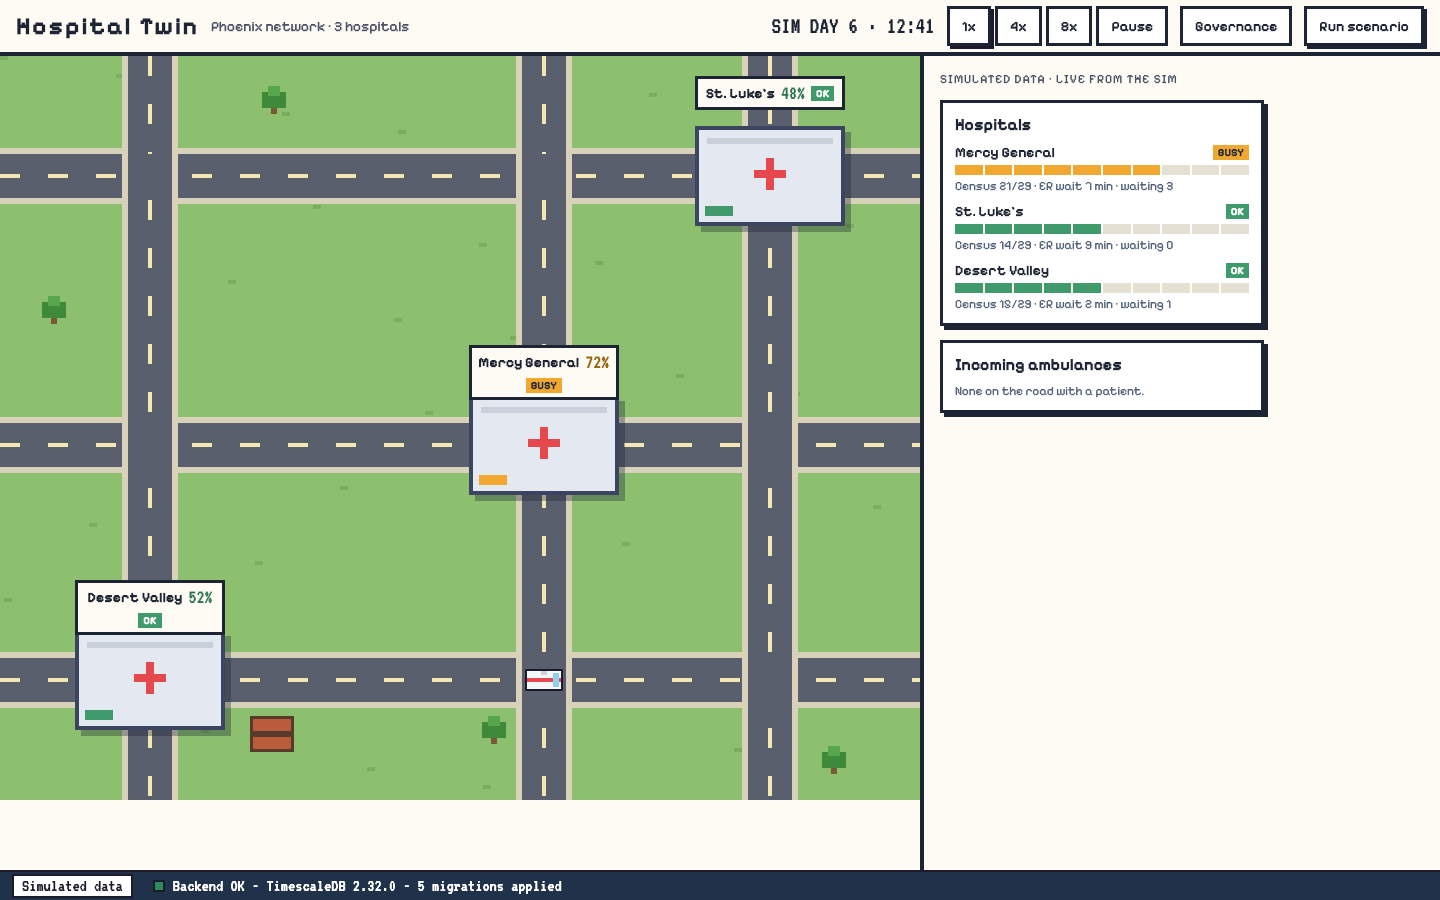 Hospital Twin
Phoenix network · 3 hospitals
SIM DAY 6 · 12:41
1x
4x
8x
Pause
Governance
Run scenario
St. Luke's 48% OK
Mercy General 72%
BUSY
Desert Valley 52%
OK
SIMULATED DATA · LIVE FROM THE SIM
Hospitals
Mercy General BUSY
Census 21/29 · ER wait 7 min · waiting 3
St. Luke's OK
Census 14/29 · ER wait 9 min · waiting 0
Desert Valley OK
Census 15/29 · ER wait 2 min · waiting 1
Incoming ambulances
None on the road with a patient.
Simulated data
Backend OK - TimescaleDB 2.32.0 - 5 migrations applied